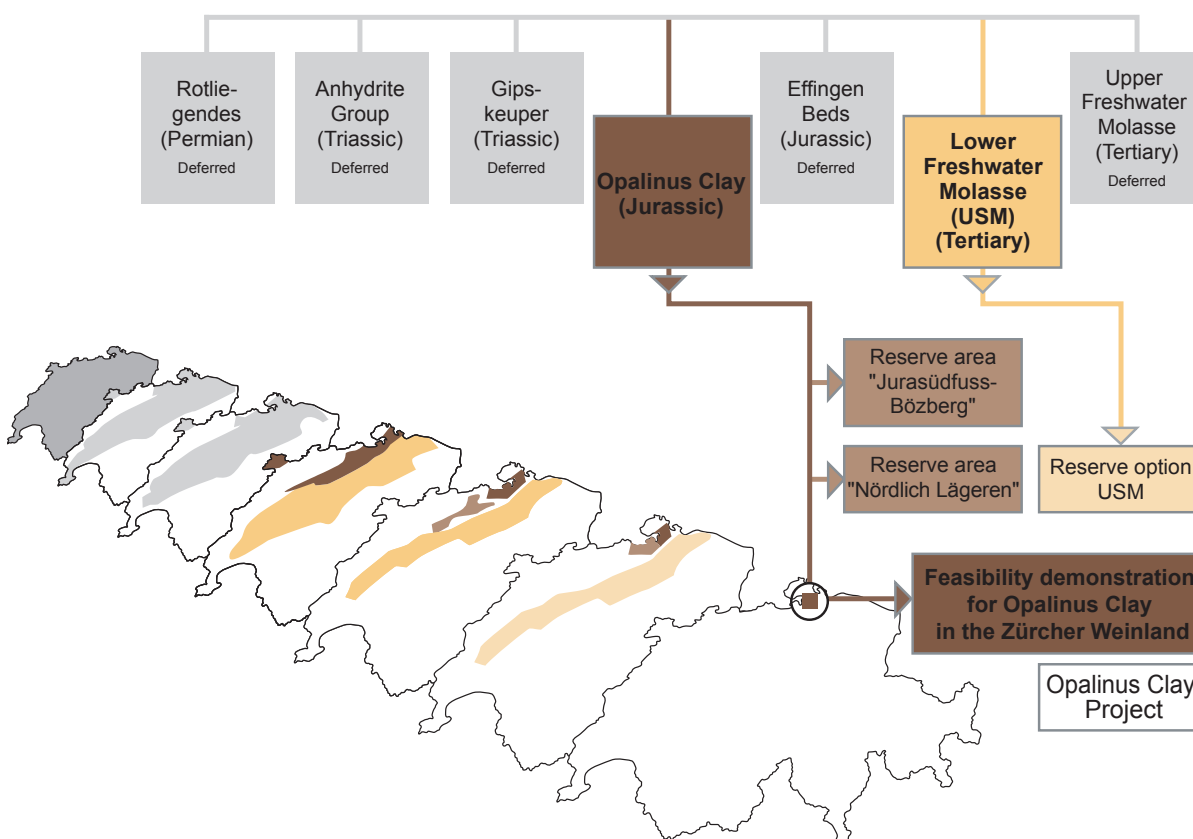 Rotlie-
gendes
(Permian)
Deferred
Anhydrite
Group
(Triassic)
Deferred
Gips-
keuper
(Triassic)
Deferred
Opalinus Clay
(Jurassic)
Effingen
Beds
(Jurassic)
Deferred
Lower
Freshwater
Molasse
(USM)
(Tertiary)
Upper
Freshwater
Molasse
(Tertiary)
Deferred
Reserve area
"Jurasüdfuss-
Bözberg"
Reserve area
"Nördlich Lägeren"
Reserve option
USM
Feasibility demonstration
for Opalinus Clay
in the Zürcher Weinland
Opalinus Clay
Project